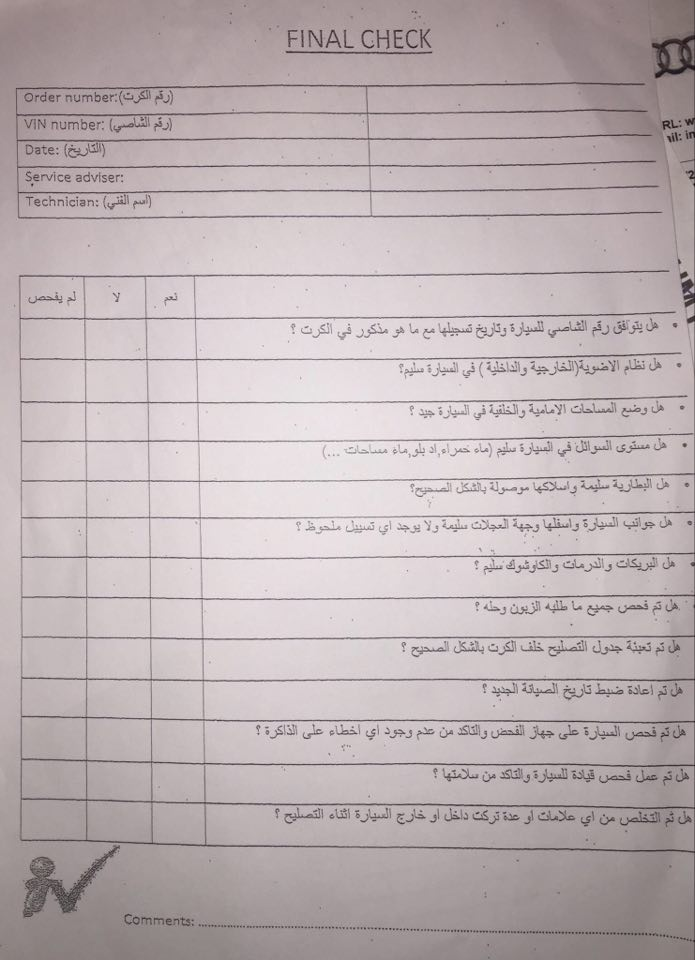 FINAL CHECK
Order number:(رقم الكرت)
VIN number: (رقم الشاصي)
Date: (التاريخ)
Service adviser:
Technician: (اسم الفني)
RL: w
ail: in
نعم لا لم يفحص
• هل يتوافق رقم الشاصي للسيارة وتاريخ تسجيلها مع ما هو مذكور في الكرت ؟
• هل نظام الاضوية(الخارجية والداخلية ) في السيارة سليم؟
• هل وضع المساحات الامامية والخلفية في السيارة جيد ؟
• هل مستوى السوائل في السيارة سليم (ماء حمراء,اد بلو,ماء مساحات ...)
• هل البطارية سليمة واسلاكها موصولة بالشكل الصحيح؟
• هل جوانب السيارة واسفلها وجهة العجلات سليمة ولا يوجد اي تسييل ملحوظ ؟
• هل البريكات والدرمات والكاوشوك سليم ؟
هل تم فحص جميع ما طلبه الزبون وحله ؟
هل تم تعبئة جدول التصليح خلف الكرت بالشكل الصحيح ؟
هل تم اعادة ضبط تاريخ الصيانة الجديد ؟
هل تم فحص السيارة على جهاز الفحص والتاكد من عدم وجود اي اخطاء على الذاكرة ؟
هل تم عمل فحص قيادة للسيارة والتاكد من سلامتها ؟
هل تم التخلص من اي علامات او عدة تركت داخل او خارج السيارة اثناء التصليح ؟
Comments: